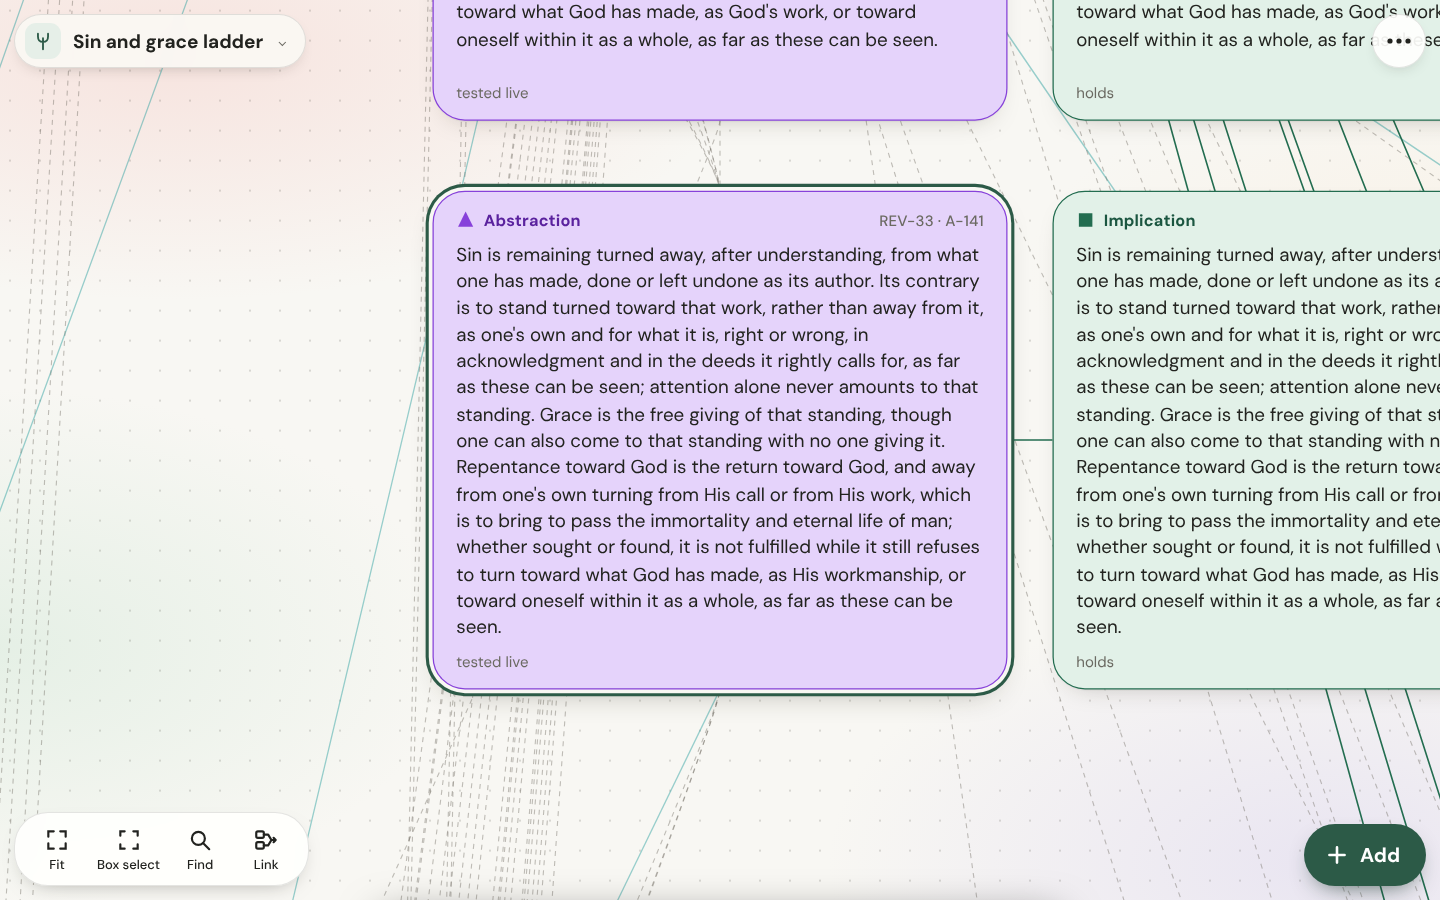 Sin and grace ladder
toward what God has made, as God's work, or toward
oneself within it as a whole, as far as these can be seen.
tested live
toward what God has made, as God's work
oneself within it as a whole, as far
holds
Abstraction
REV-33 · A-141
Sin is remaining turned away, after understanding, from what
one has made, done or left undone as its author. Its contrary
is to stand turned toward that work, rather than away from it,
as one's own and for what it is, right or wrong, in
acknowledgment and in the deeds it rightly calls for, as far
as these can be seen; attention alone never amounts to that
standing. Grace is the free giving of that standing, though
one can also come to that standing with no one giving it.
Repentance toward God is the return toward God, and away
from one's own turning from His call or from His work, which
is to bring to pass the immortality and eternal life of man;
whether sought or found, it is not fulfilled while it still refuses
to turn toward what God has made, as His workmanship, or
toward oneself within it as a whole, as far as these can be
seen.
tested live
Implication
Sin is remaining turned away, after
one has made, done or left undone as its
is to stand turned toward that work,
as one's own and for what it is, right or
acknowledgment and in the deeds it
as these can be seen; attention alone
standing. Grace is the free giving of that
one can also come to that standing with
Repentance toward God is the return
from one's own turning from His call or
is to bring to pass the immortality and
whether sought or found, it is not fulfilled
to turn toward what God has made, as His
toward oneself within it as a whole, as far
seen.
holds
Fit
Box select
Find
Link
Add